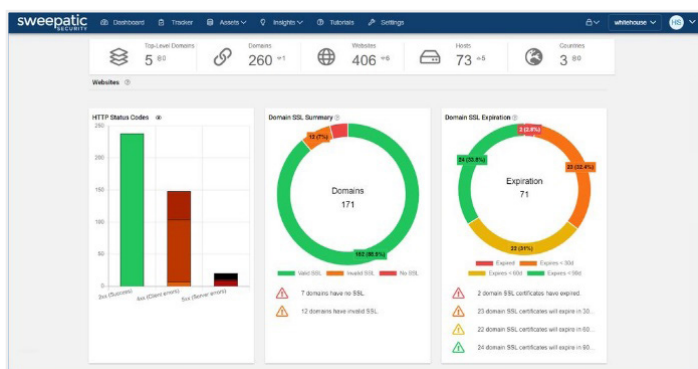 sweepatic Dashboard Tracker Assets Insights Tutorials Settings whitehouse HS
SECURITY
Top-Level Domains Domains Websites Hosts Countries
5 260 406 73 3
Websites
HTTP Status Codes Domain SSL Summary Domain SSL Expiration
250
200
150
100
50
0
2xx (Success) 4xx (Client errors) 5xx (Server errors)
12 (7%)
Domains
171
Valid SSL Invalid SSL No SSL
7 domains have no SSL.
12 domains have invalid SSL.
2 (2.8%)
24 (33.8%) 23 (32.4%)
Expiration
71
22 (31%)
Expired Expires < 30d
Expires < 60d Expires < 90d
2 domain SSL certificates have expired.
23 domain SSL certificates will expire in 30...
22 domain SSL certificates will expire in 60...
24 domain SSL certificates will expire in 90...